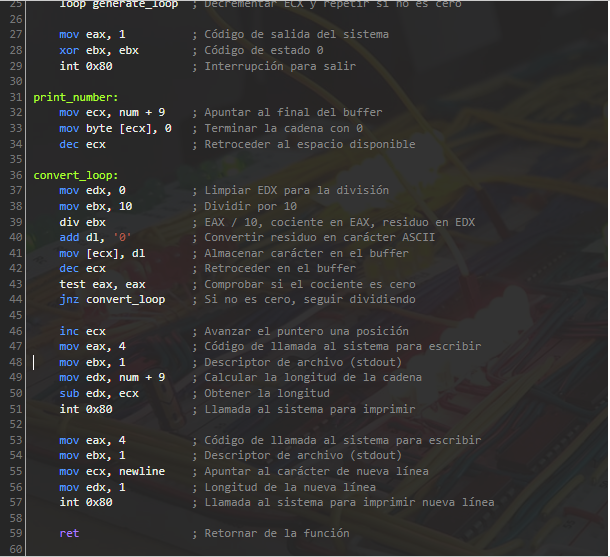 25 loop generate_loop ; Decrementar ECX y repetir si no es cero
26
27 mov eax, 1 ; Código de salida del sistema
28 xor ebx, ebx ; Código de estado 0
29 int 0x80 ; Interrupción para salir
30
31 print_number:
32 mov ecx, num + 9 ; Apuntar al final del buffer
33 mov byte [ecx], 0 ; Terminar la cadena con 0
34 dec ecx ; Retroceder al espacio disponible
35
36 convert_loop:
37 mov edx, 0 ; Limpiar EDX para la división
38 mov ebx, 10 ; Dividir por 10
39 div ebx ; EAX / 10, cociente en EAX, residuo en EDX
40 add dl, '0' ; Convertir residuo en carácter ASCII
41 mov [ecx], dl ; Almacenar carácter en el buffer
42 dec ecx ; Retroceder en el buffer
43 test eax, eax ; Comprobar si el cociente es cero
44 jnz convert_loop ; Si no es cero, seguir dividiendo
45
46 inc ecx ; Avanzar el puntero una posición
47 mov eax, 4 ; Código de llamada al sistema para escribir
48 mov ebx, 1 ; Descriptor de archivo (stdout)
49 mov edx, num + 9 ; Calcular la longitud de la cadena
50 sub edx, ecx ; Obtener la longitud
51 int 0x80 ; Llamada al sistema para imprimir
52
53 mov eax, 4 ; Código de llamada al sistema para escribir
54 mov ebx, 1 ; Descriptor de archivo (stdout)
55 mov ecx, newline ; Apuntar al carácter de nueva línea
56 mov edx, 1 ; Longitud de la nueva línea
57 int 0x80 ; Llamada al sistema para imprimir nueva línea
58
59 ret ; Retornar de la función
60